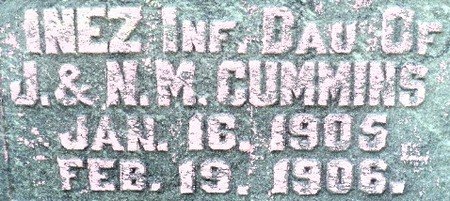 INEZ INF. DAU OF
J. & N. M. CUMMINS
JAN. 16, 1905
FEB. 19, 1906.